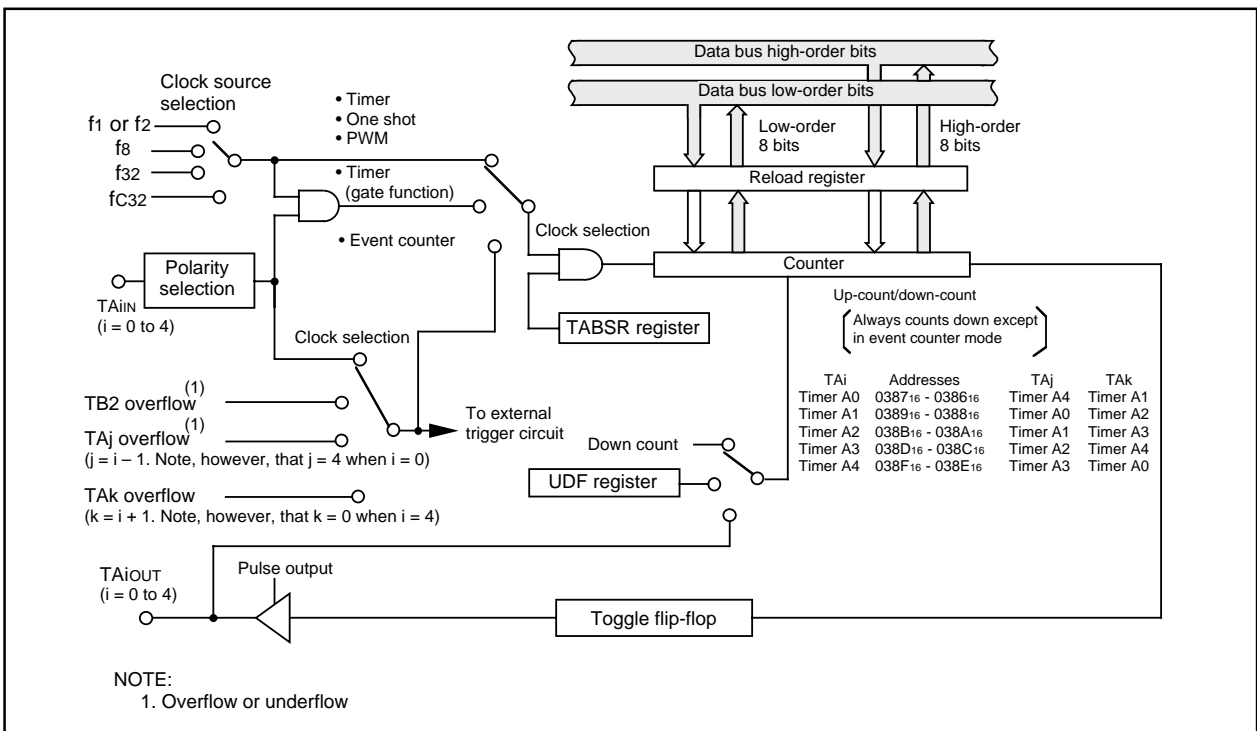 Data bus high-order bits
Data bus low-order bits
Clock source
selection
f1 or f2
f8
f32
fC32
• Timer
• One shot
• PWM
• Timer
(gate function)
• Event counter
Low-order
8 bits
High-order
8 bits
Reload register
Clock selection
Counter
Polarity
selection
TAiIN
(i = 0 to 4)
TABSR register
Up-count/down-count
Always counts down except
in event counter mode
Clock selection
TB2 overflow (1)
TAj overflow (1)
(j = i – 1. Note, however, that j = 4 when i = 0)
To external
trigger circuit
TAk overflow
(k = i + 1. Note, however, that k = 0 when i = 4)
Down count
UDF register
TAi Addresses TAj TAk
Timer A0 038716 - 038616 Timer A4 Timer A1
Timer A1 038916 - 038816 Timer A0 Timer A2
Timer A2 038B16 - 038A16 Timer A1 Timer A3
Timer A3 038D16 - 038C16 Timer A2 Timer A4
Timer A4 038F16 - 038E16 Timer A3 Timer A0
TAiOUT
(i = 0 to 4)
Pulse output
Toggle flip-flop
NOTE:
1. Overflow or underflow